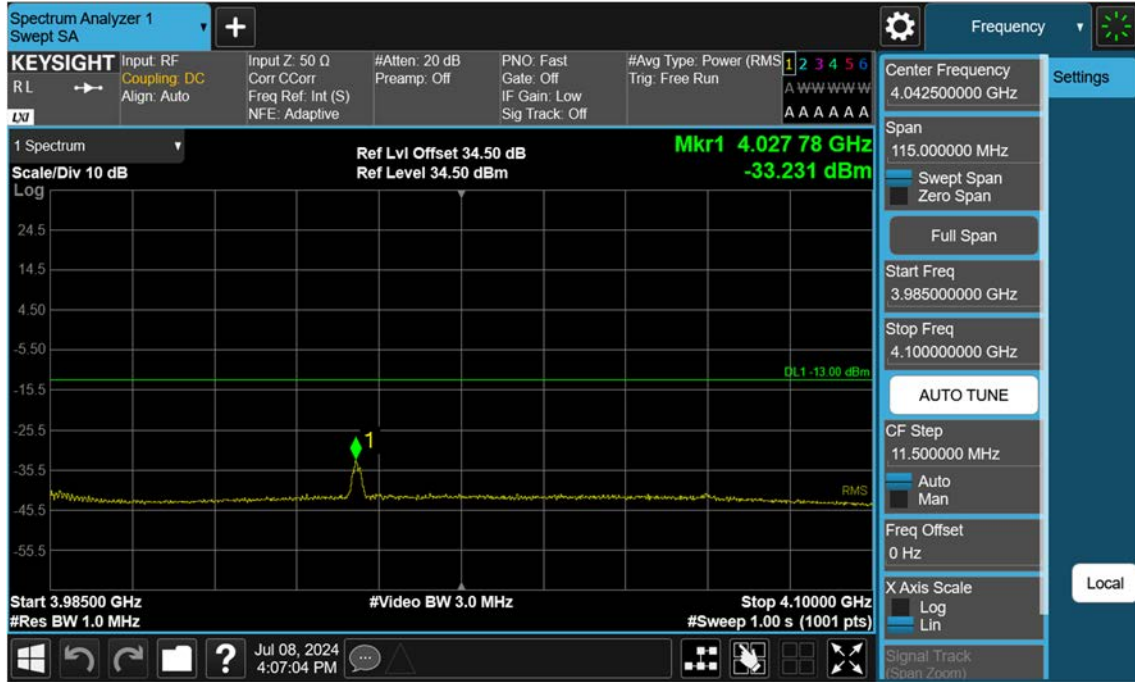 Spectrum Analyzer 1
Swept SA
Frequency
KEYSIGHT
Input: RF
Input Z: 50 Ω
#Atten: 20 dB
PNO: Fast
#Avg Type: Power (RMS
1 2 3 4 5 6
R L
Coupling: DC
Corr CCorr
Preamp: Off
Gate: Off
Trig: Free Run
A W W W W W
Align: Auto
Freq Ref: Int (S)
IF Gain: Low
LXI
NFE: Adaptive
Sig Track: Off
A A A A A A
1 Spectrum
Ref Lvl Offset 34.50 dB
Mkr1 4.027 78 GHz
Scale/Div 10 dB
Ref Level 34.50 dBm
-33.231 dBm
Log
24.5
14.5
4.50
-5.50
DL1 -13.00 dBm
-15.5
-25.5
1
-35.5
RMS
-45.5
-55.5
Start 3.98500 GHz
#Video BW 3.0 MHz
Stop 4.10000 GHz
#Res BW 1.0 MHz
#Sweep 1.00 s (1001 pts)
?
Jul 08, 2024
4:07:04 PM
Center Frequency
4.042500000 GHz
Settings
Span
115.000000 MHz
Swept Span
Zero Span
Full Span
Start Freq
3.985000000 GHz
Stop Freq
4.100000000 GHz
AUTO TUNE
CF Step
11.500000 MHz
Auto
Man
Freq Offset
0 Hz
X Axis Scale
Log
Lin
Local
Signal Track
(Span Zoom)